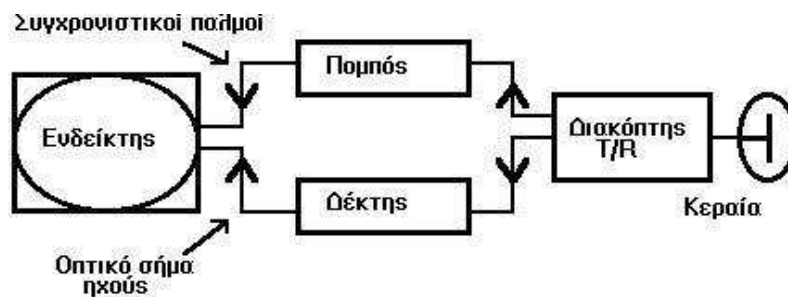 Συγχρονιστικοί παλμοί
Πομπός
Ενδείκτης
Διακόπτης
T/R
Δέκτης
Κεραία
Οπτικό σήμα
ηχούς